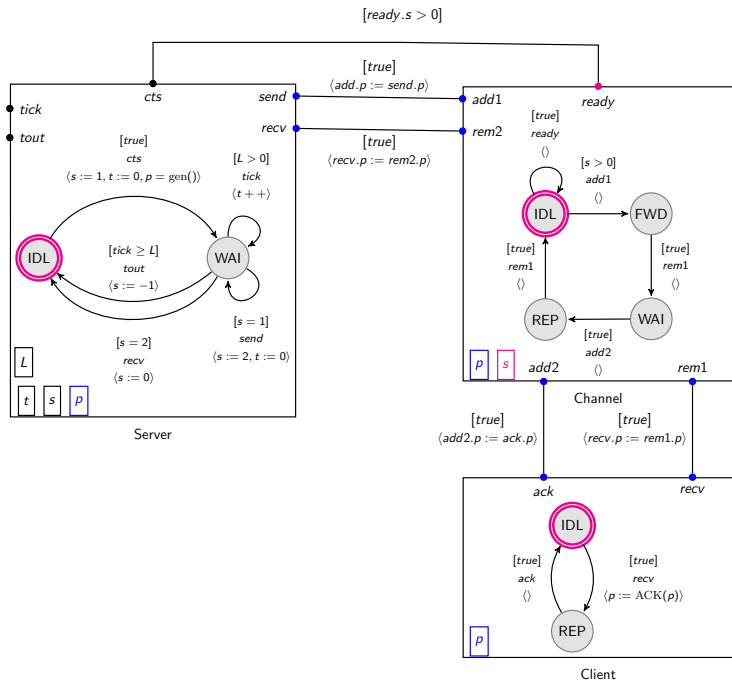 [ready.s > 0]
[true]
⟨add.p := send.p⟩
[true]
⟨recv.p := rem2.p⟩
cts
send
recv
tick
tout
[true]
cts
⟨s := 1, t := 0, p = gen()⟩
[L > 0]
tick
⟨t + +⟩
IDL
WAI
[tick ≥ L]
tout
⟨s := −1⟩
[s = 2]
recv
⟨s := 0⟩
[s = 1]
send
⟨s := 2, t := 0⟩
L
t
s
p
Server
add1
rem2
ready
[true]
ready
⟨⟩
[s > 0]
add1
⟨⟩
IDL
FWD
[true]
rem1
⟨⟩
[true]
rem1
⟨⟩
REP
WAI
[true]
add2
⟨⟩
p
s
add2
rem1
Channel
[true]
⟨add2.p := ack.p⟩
[true]
⟨recv.p := rem1.p⟩
ack
recv
IDL
[true]
ack
⟨⟩
[true]
recv
⟨p := ACK(p)⟩
REP
p
Client